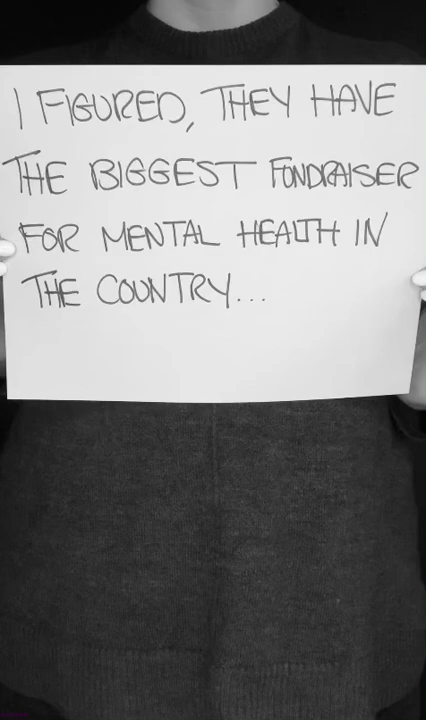 I FIGURED, THEY HAVE
THE BIGGEST FUNDRAISER
FOR MENTAL HEALTH IN
THE COUNTRY...